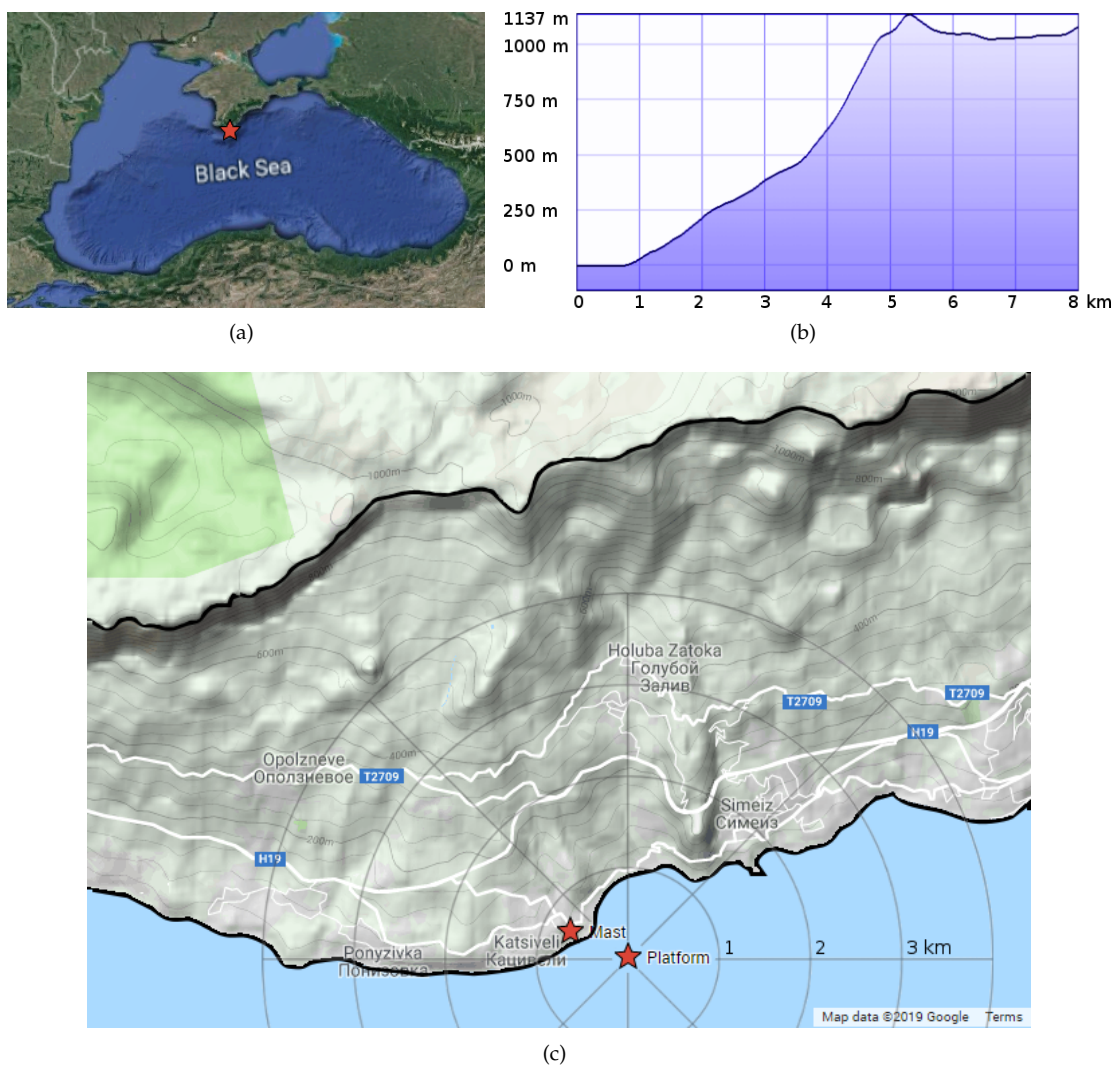 Black Sea
1137 m
1000 m
750 m
500 m
250 m
0 m
0 1 2 3 4 5 6 7 8 km
(a)
(b)
1000m
1000m
1000m
800m
600m
400m
400m
200m
Holuba Zatoka
Голубой
Залив
T2709
T2709
H19
Opolzneve
Оползневое
T2709
Simeiz
Симеиз
H19
Mast
Katsiveli
Кацивели
Ponyzivka
Понизовка
Platform
1 2 3 km
Map data ©2019 Google Terms
(c)